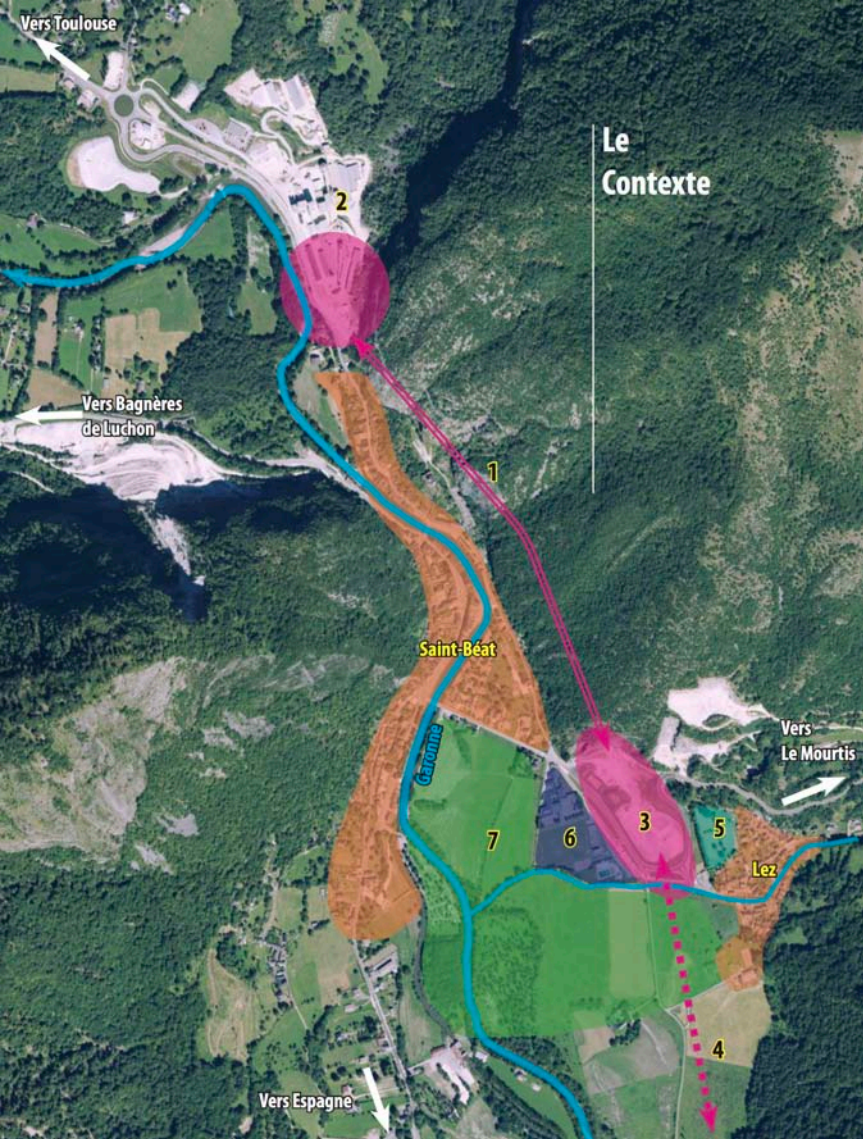 Vers Toulouse
Le
Contexte
2
Vers Bagnères
de Luchon
1
Saint-Béat
Garonne
Vers
Le Mourtis
3
5
6
7
Lez
4
Vers Espagne